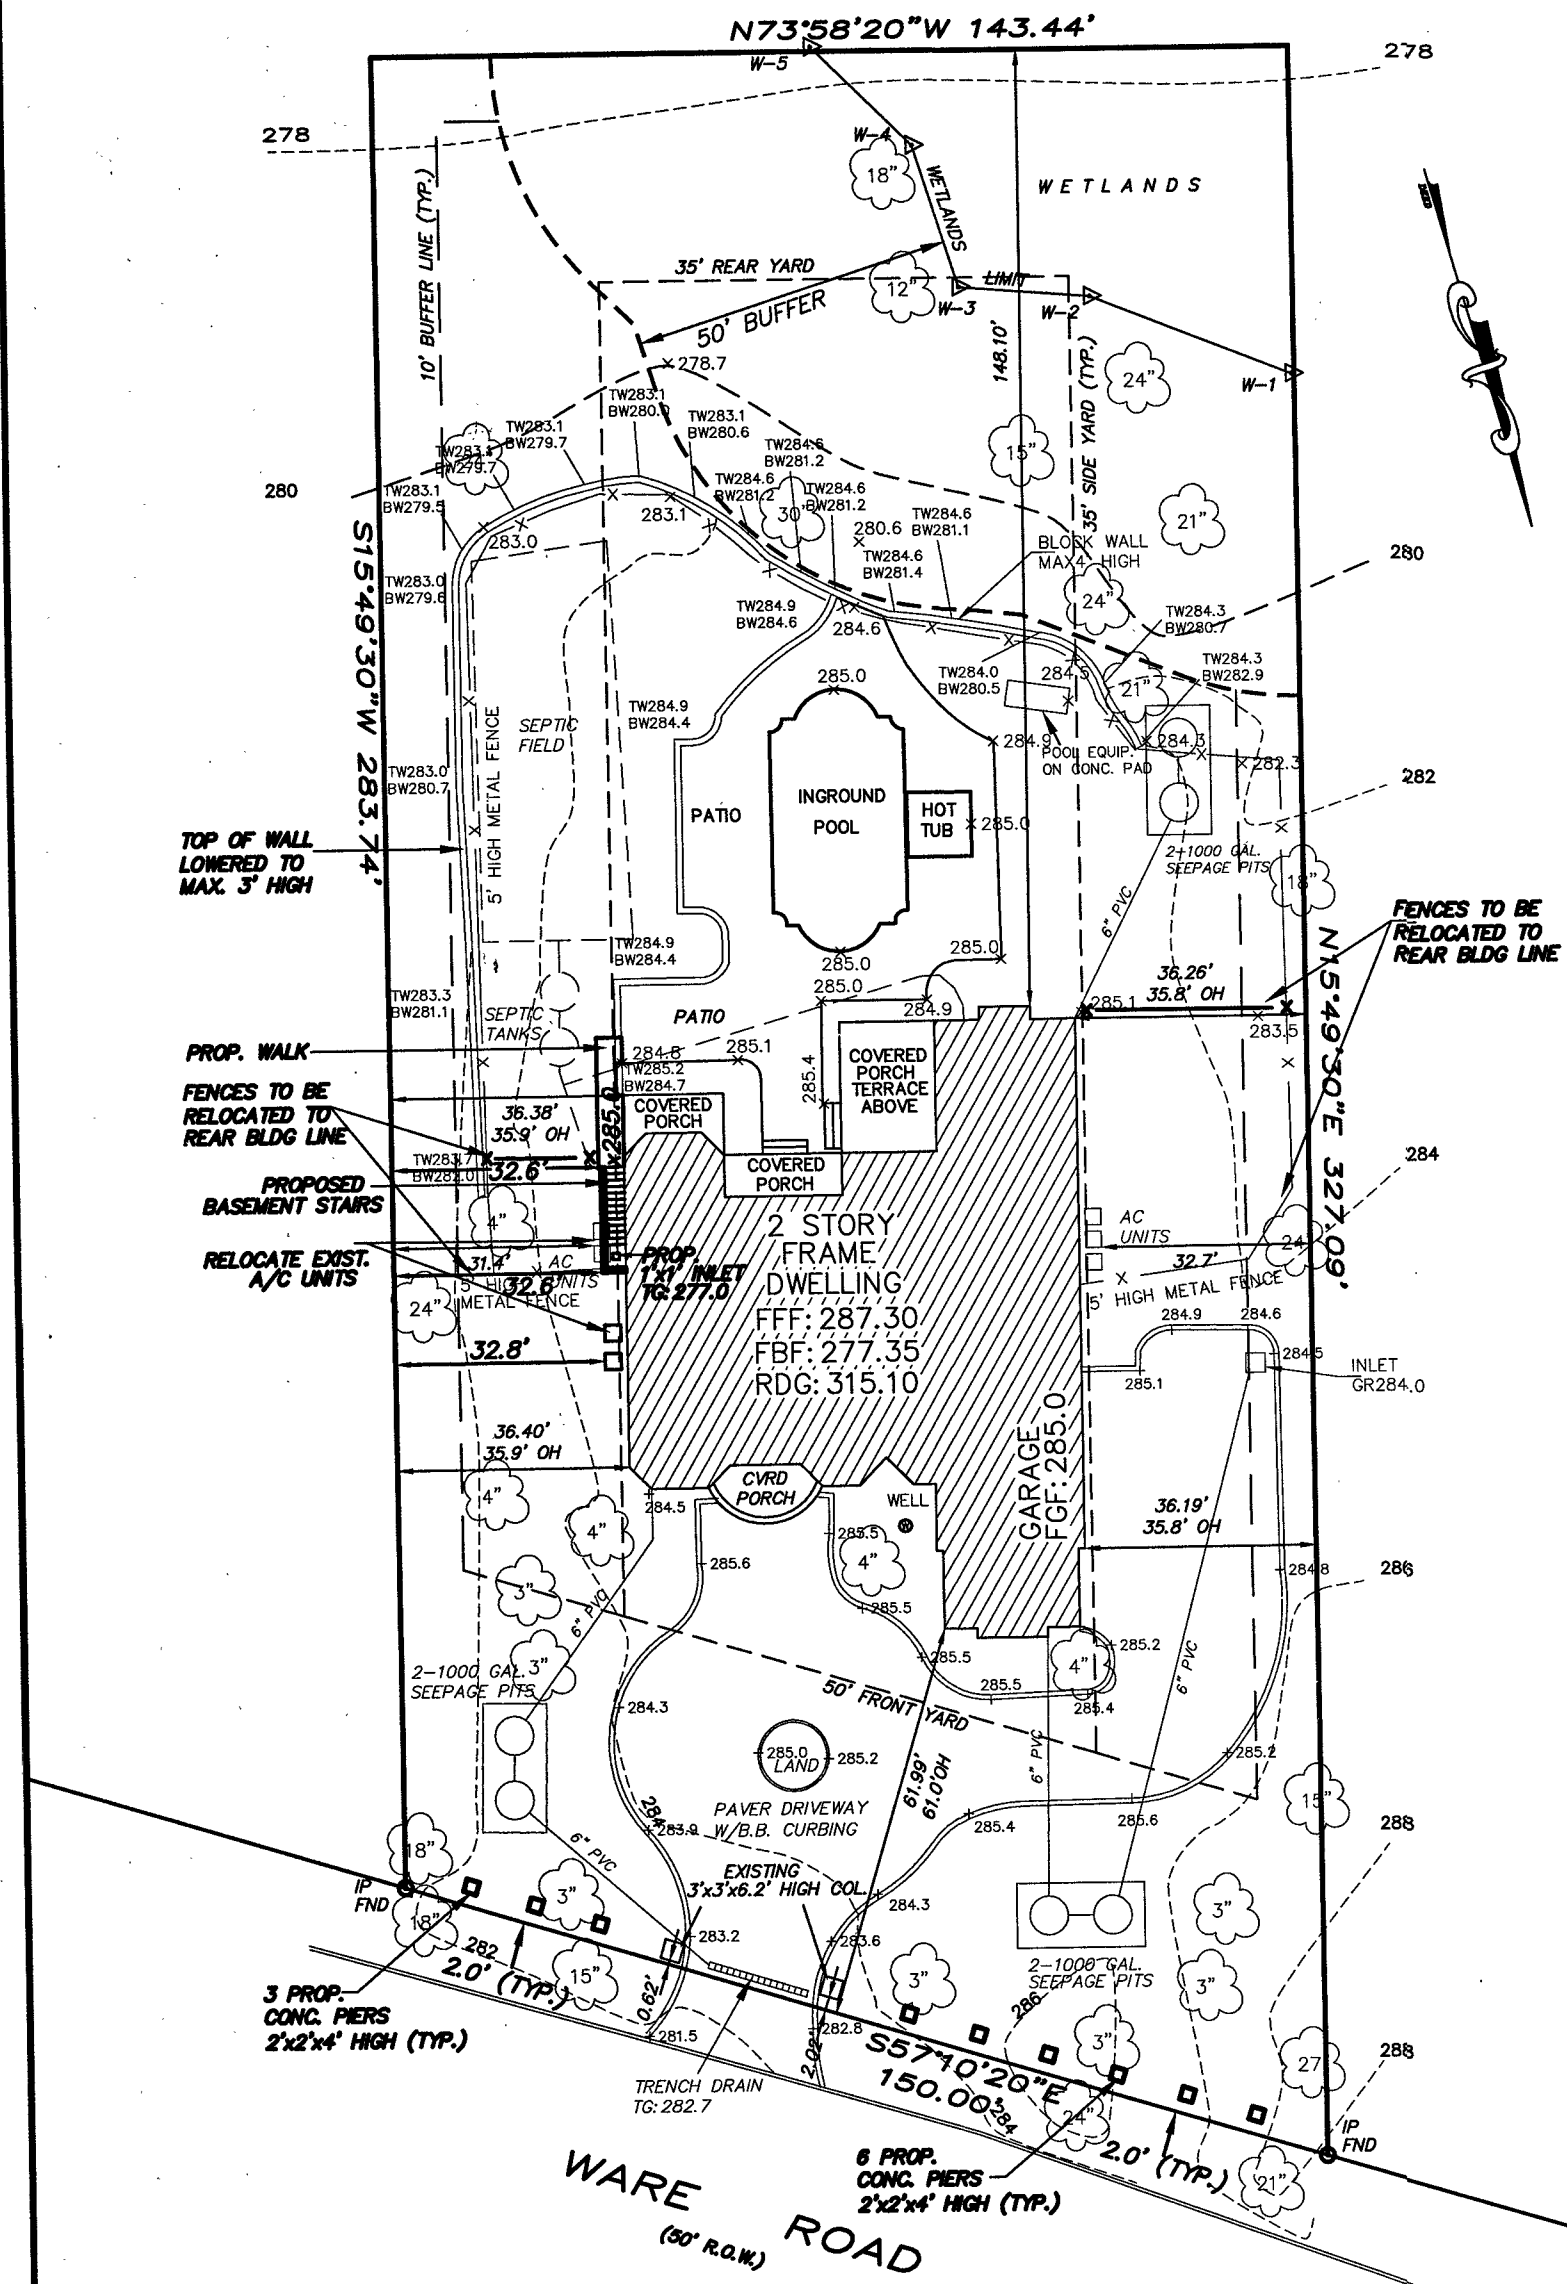 N73°58'20"W 143.44'
W-5
278
278
W-4
18"
WETLANDS
WETLANDS
10' BUFFER LINE (TYP.)
35' REAR YARD
12"
LIMIT
W-3
W-2
50' BUFFER
148.10'
35' SIDE YARD (TYP.)
24"
W-1
278.7
TW283.1
BW280.0
TW283.1
BW280.6
TW283.1
BW279.7
TW283.1
BW279.7
TW284.6
BW281.2
15"
280
TW283.1
BW279.5
TW284.6
BW281.2
TW284.6
BW281.2
283.1
30"
21"
TW284.6
BW281.1
283.0
280.6
BLOCK WALL
MAX4' HIGH
280
TW284.6
BW281.4
S15°49'30"W 283.74'
TW283.0
BW279.6
24"
TW284.9
BW284.6
284.6
TW284.3
BW280.7
TW284.3
BW282.9
TW284.0
BW280.5
284.5
285.0
21"
TW284.9
BW284.4
SEPTIC
FIELD
5' HIGH METAL FENCE
284.9
POOL EQUIP.
ON CONC. PAD
284.3
282.3
282
TW283.0
BW280.7
PATIO
INGROUND
POOL
HOT
TUB
285.0
TOP OF WALL
LOWERED TO
MAX. 3' HIGH
2-1000 GAL.
SEEPAGE PITS
18"
6" PVC
FENCES TO BE
RELOCATED TO
REAR BLDG LINE
TW284.9
BW284.4
285.0
285.0
36.26'
35.8' OH
N15°49'30"E 327.09'
TW283.3
BW281.1
285.0
284.9
285.1
283.5
SEPTIC
TANKS
PATIO
PROP. WALK
284.8
285.1
TW285.2
BW284.7
285.4
COVERED
PORCH
TERRACE
ABOVE
FENCES TO BE
RELOCATED TO
REAR BLDG LINE
36.38'
35.9' OH
285.0
COVERED
PORCH
TW283.7
BW282.0
32.6'
COVERED
PORCH
284
PROPOSED
BASEMENT STAIRS
4"
2 STORY
FRAME
DWELLING
FFF: 287.30
FBF: 277.35
RDG: 315.10
AC
UNITS
24"
RELOCATE EXIST.
A/C UNITS
31.4'
AC
UNITS
PROP.
1'x1' INLET
TG: 277.0
32.7'
32.6'
5' HIGH
METAL FENCE
24"
5' HIGH METAL FENCE
284.9
284.6
32.8'
284.5
INLET
GR284.0
285.1
GARAGE
FGF: 285.0
36.40'
35.9' OH
CVRD
PORCH
4"
284.5
WELL
36.19'
35.8' OH
4"
285.5
4"
285.6
284.8
286
3"
6" PVC
285.5
285.2
2-1000 GAL.
SEEPAGE PITS
3"
285.5
4"
6" PVC
50' FRONT YARD
285.5
285.4
284.3
285.0
LAND
285.2
61.99'
61.0'OH
6" PVC
285.2
284
PAVER DRIVEWAY
W/B.B. CURBING
285.4
285.6
15"
283.9
6" PVC
288
18"
EXISTING
3'x3'x6.2' HIGH COL.
IP
FND
3"
284.3
3"
18"
282
283.2
283.6
2.0' (TYP.)
15"
0.62'
3"
2-1000 GAL.
SEEPAGE PITS
3"
3 PROP.
CONC. PIERS
2'x2'x4' HIGH (TYP.)
281.5
282.8
286
3"
2.02'
S57°10'20"E
150.00'
27"
288
TRENCH DRAIN
TG: 282.7
284
24"
IP
FND
6 PROP.
CONC. PIERS
2'x2'x4' HIGH (TYP.)
2.0' (TYP.)
21"
WARE ROAD
(50' R.O.W.)